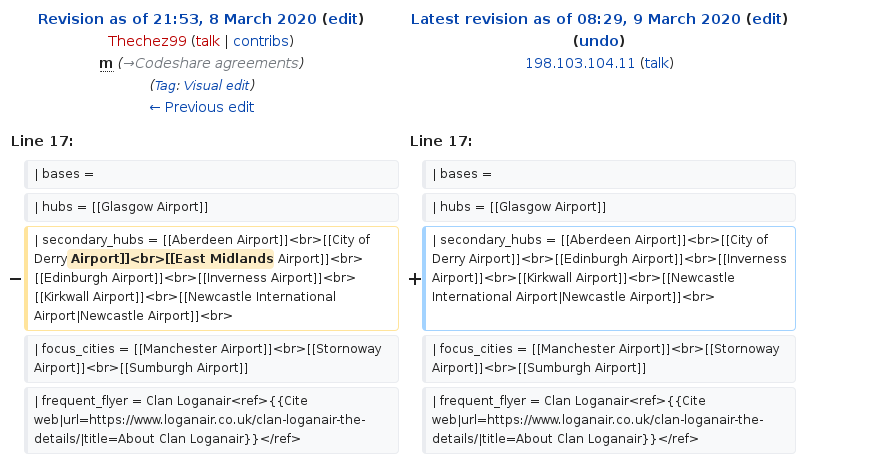 Revision as of 21:53, 8 March 2020 (edit)
Thechez99 (talk | contribs)
m (→Codeshare agreements)
(Tag: Visual edit)
← Previous edit
Latest revision as of 08:29, 9 March 2020 (edit)
(undo)
198.103.104.11 (talk)
Line 17:
Line 17:
| bases =
| bases =
| hubs = [[Glasgow Airport]]
| hubs = [[Glasgow Airport]]
−
| secondary_hubs = [[Aberdeen Airport]]<br>[[City of
Derry Airport]]<br>[[East Midlands Airport]]<br>
[[Edinburgh Airport]]<br>[[Inverness Airport]]<br>
[[Kirkwall Airport]]<br>[[Newcastle International
Airport|Newcastle Airport]]<br>
+
| secondary_hubs = [[Aberdeen Airport]]<br>[[City of
Derry Airport]]<br>[[Edinburgh Airport]]<br>[[Inverness
Airport]]<br>[[Kirkwall Airport]]<br>[[Newcastle
International Airport|Newcastle Airport]]<br>
| focus_cities = [[Manchester Airport]]<br>[[Stornoway
Airport]]<br>[[Sumburgh Airport]]
| focus_cities = [[Manchester Airport]]<br>[[Stornoway
Airport]]<br>[[Sumburgh Airport]]
| frequent_flyer = Clan Loganair<ref>{{Cite
web|url=https://www.loganair.co.uk/clan-loganair-the-
details/|title=About Clan Loganair}}</ref>
| frequent_flyer = Clan Loganair<ref>{{Cite
web|url=https://www.loganair.co.uk/clan-loganair-the-
details/|title=About Clan Loganair}}</ref>